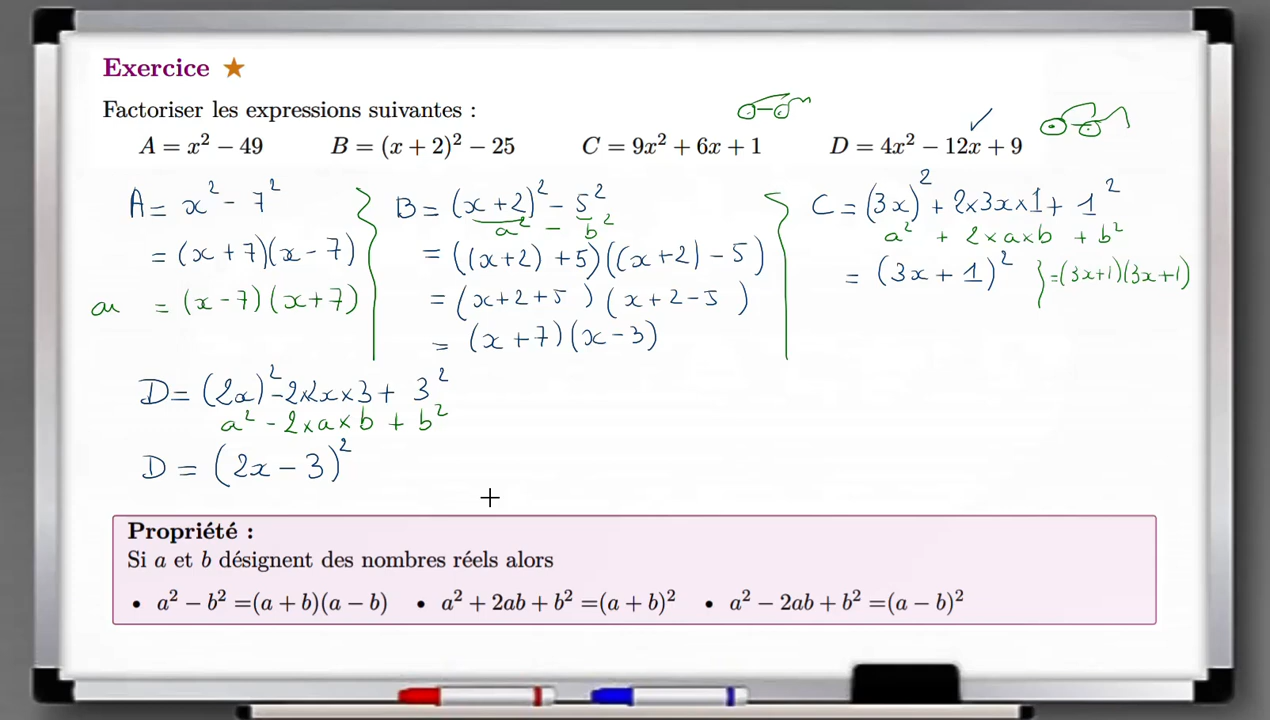 Exercice ★
Factoriser les expressions suivantes :
A = x² − 49 B = (x + 2)² − 25 C = 9x² + 6x + 1 D = 4x² − 12x + 9
A = x² - 7²
= (x + 7)(x - 7)
ou = (x - 7)(x + 7)
B = (x + 2)² - 5²
a² - b²
= ((x+2) + 5)((x+2) - 5)
= (x+2+5)(x+2-5)
= (x + 7)(x - 3)
C = (3x)² + 2×3x×1 + 1²
a² + 2×a×b + b²
= (3x + 1)² } = (3x+1)(3x+1)
D = (2x)² - 2×2x×3 + 3²
a² - 2×a×b + b²
D = (2x - 3)²
Propriété :
Si a et b désignent des nombres réels alors
• a² − b² =(a + b)(a − b) • a² + 2ab + b² =(a + b)² • a² − 2ab + b² =(a − b)²